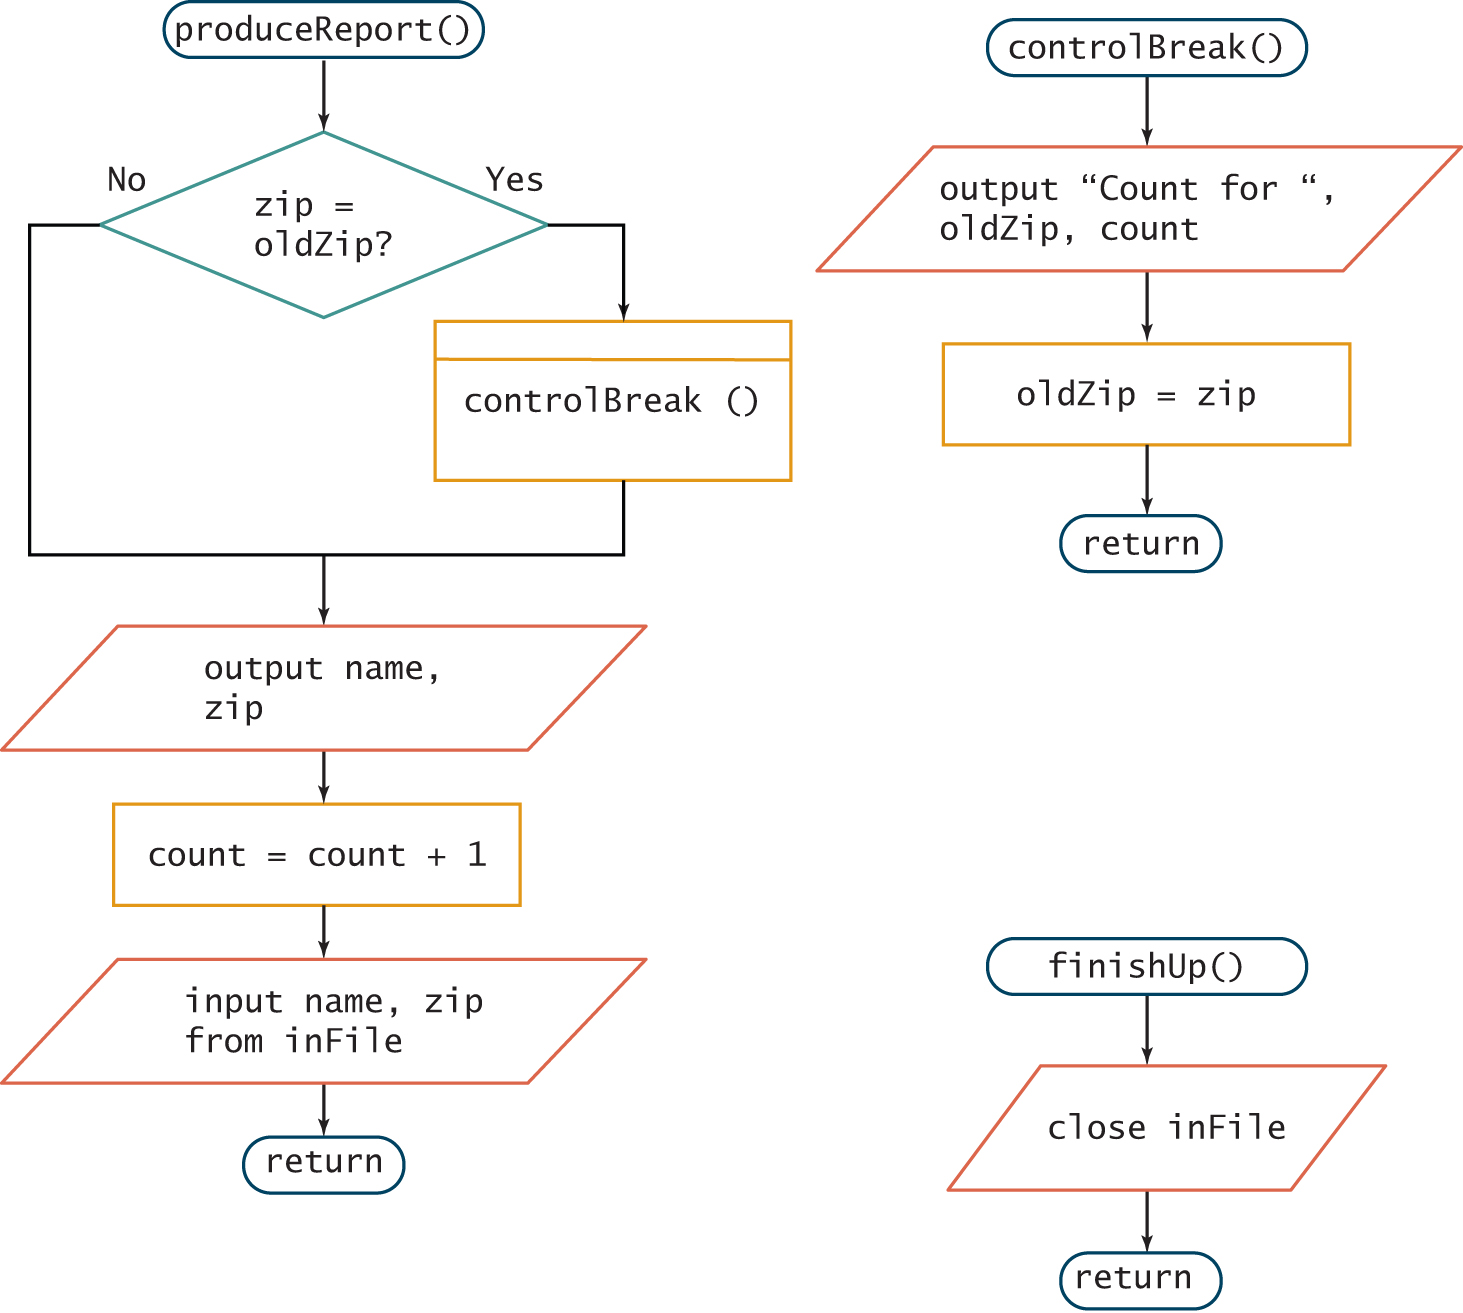 produceReport()
No
Yes
zip =
oldZip?
controlBreak ()
output name,
zip
count = count + 1
input name, zip
from inFile
return
controlBreak()
output “Count for “,
oldZip, count
oldZip = zip
return
finishUp()
close inFile
return